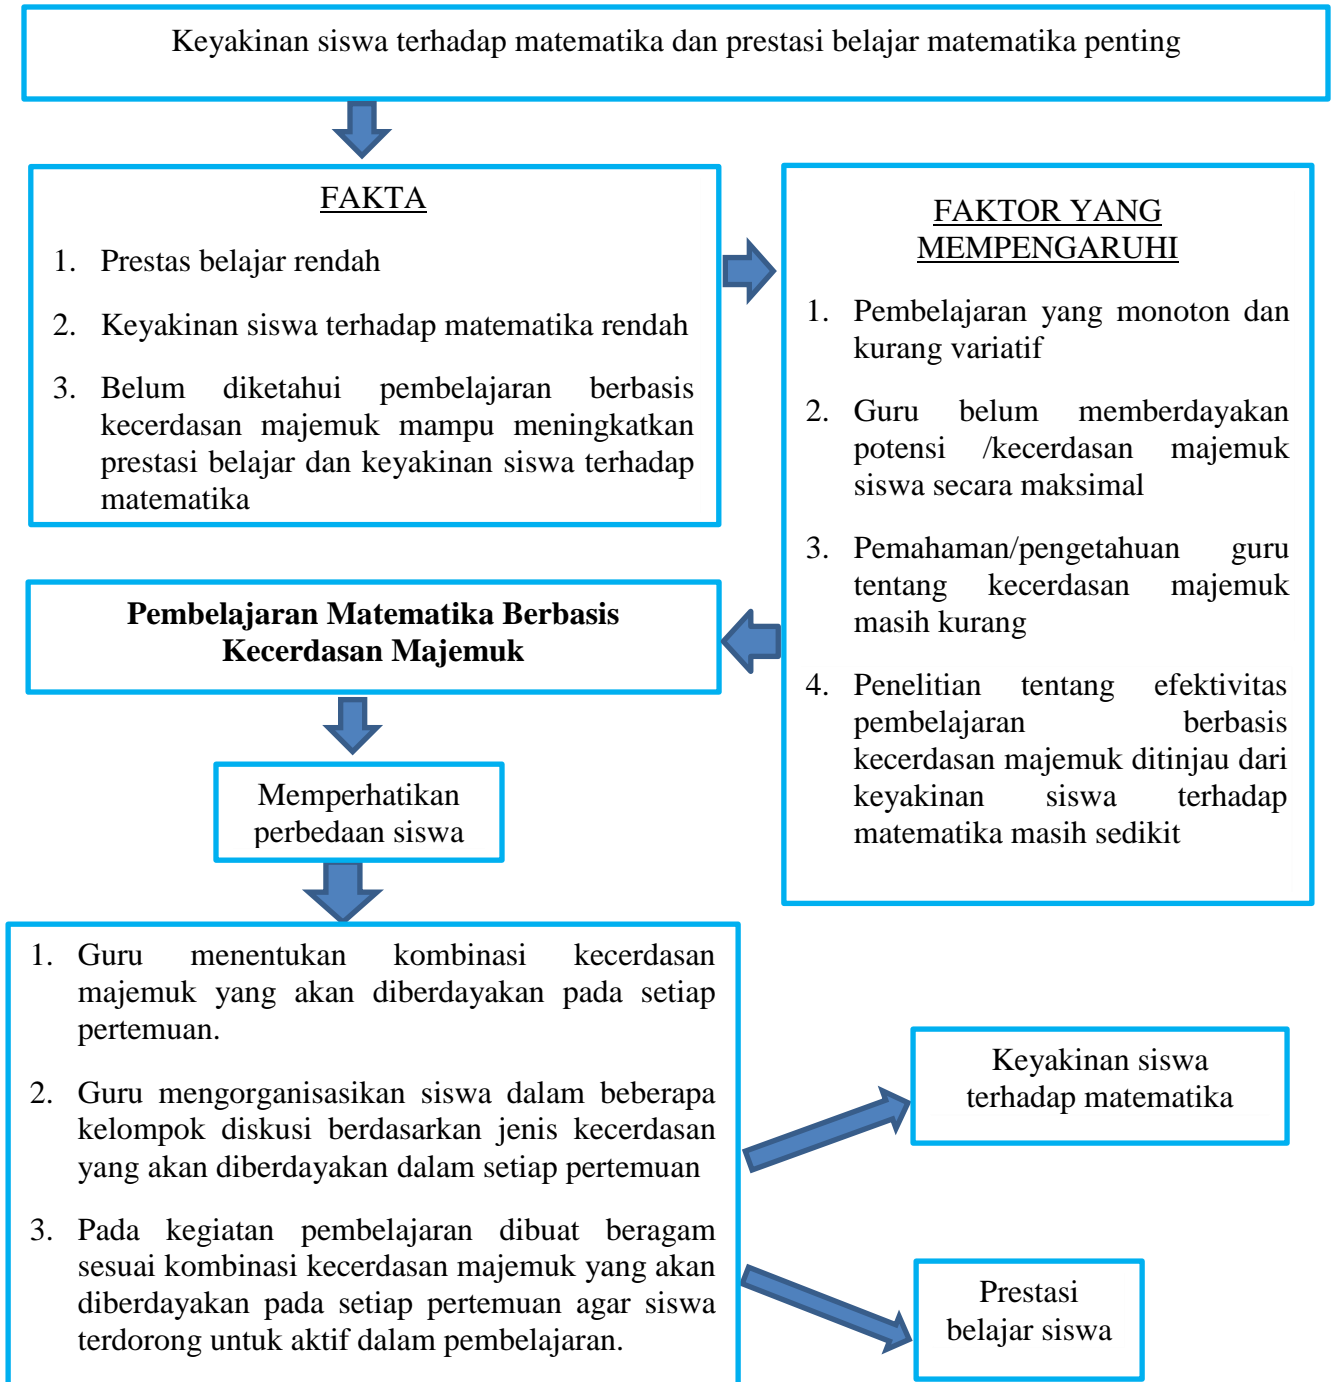 Keyakinan siswa terhadap matematika dan prestasi belajar matematika penting
FAKTA
1. Prestas belajar rendah
2. Keyakinan siswa terhadap matematika rendah
3. Belum diketahui pembelajaran berbasis
kecerdasan majemuk mampu meningkatkan
prestasi belajar dan keyakinan siswa terhadap
matematika
FAKTOR YANG
MEMPENGARUHI
1. Pembelajaran yang monoton dan
kurang variatif
2. Guru belum memberdayakan
potensi /kecerdasan majemuk
siswa secara maksimal
3. Pemahaman/pengetahuan guru
tentang kecerdasan majemuk
masih kurang
4. Penelitian tentang efektivitas
pembelajaran berbasis
kecerdasan majemuk ditinjau dari
keyakinan siswa terhadap
matematika masih sedikit
Pembelajaran Matematika Berbasis
Kecerdasan Majemuk
Memperhatikan
perbedaan siswa
1. Guru menentukan kombinasi kecerdasan
majemuk yang akan diberdayakan pada setiap
pertemuan.
2. Guru mengorganisasikan siswa dalam beberapa
kelompok diskusi berdasarkan jenis kecerdasan
yang akan diberdayakan dalam setiap pertemuan
3. Pada kegiatan pembelajaran dibuat beragam
sesuai kombinasi kecerdasan majemuk yang akan
diberdayakan pada setiap pertemuan agar siswa
terdorong untuk aktif dalam pembelajaran.
Keyakinan siswa
terhadap matematika
Prestasi
belajar siswa